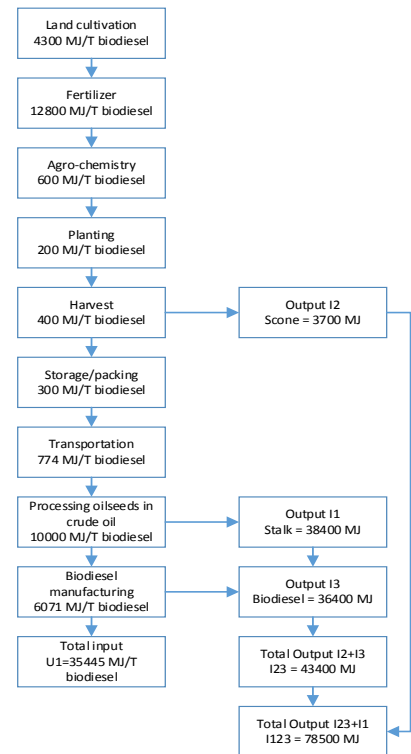 Land cultivation
4300 MJ/T biodiesel
Fertilizer
12800 MJ/T biodiesel
Agro-chemistry
600 MJ/T biodiesel
Planting
200 MJ/T biodiesel
Harvest
400 MJ/T biodiesel
Output I2
Scone = 3700 MJ
Storage/packing
300 MJ/T biodiesel
Transportation
774 MJ/T biodiesel
Processing oilseeds in
crude oil
10000 MJ/T biodiesel
Output I1
Stalk = 38400 MJ
Biodiesel
manufacturing
6071 MJ/T biodiesel
Output I3
Biodiesel = 36400 MJ
Total input
U1=35445 MJ/T
biodiesel
Total Output I2+I3
I23 = 43400 MJ
Total Output I23+I1
I123 = 78500 MJ